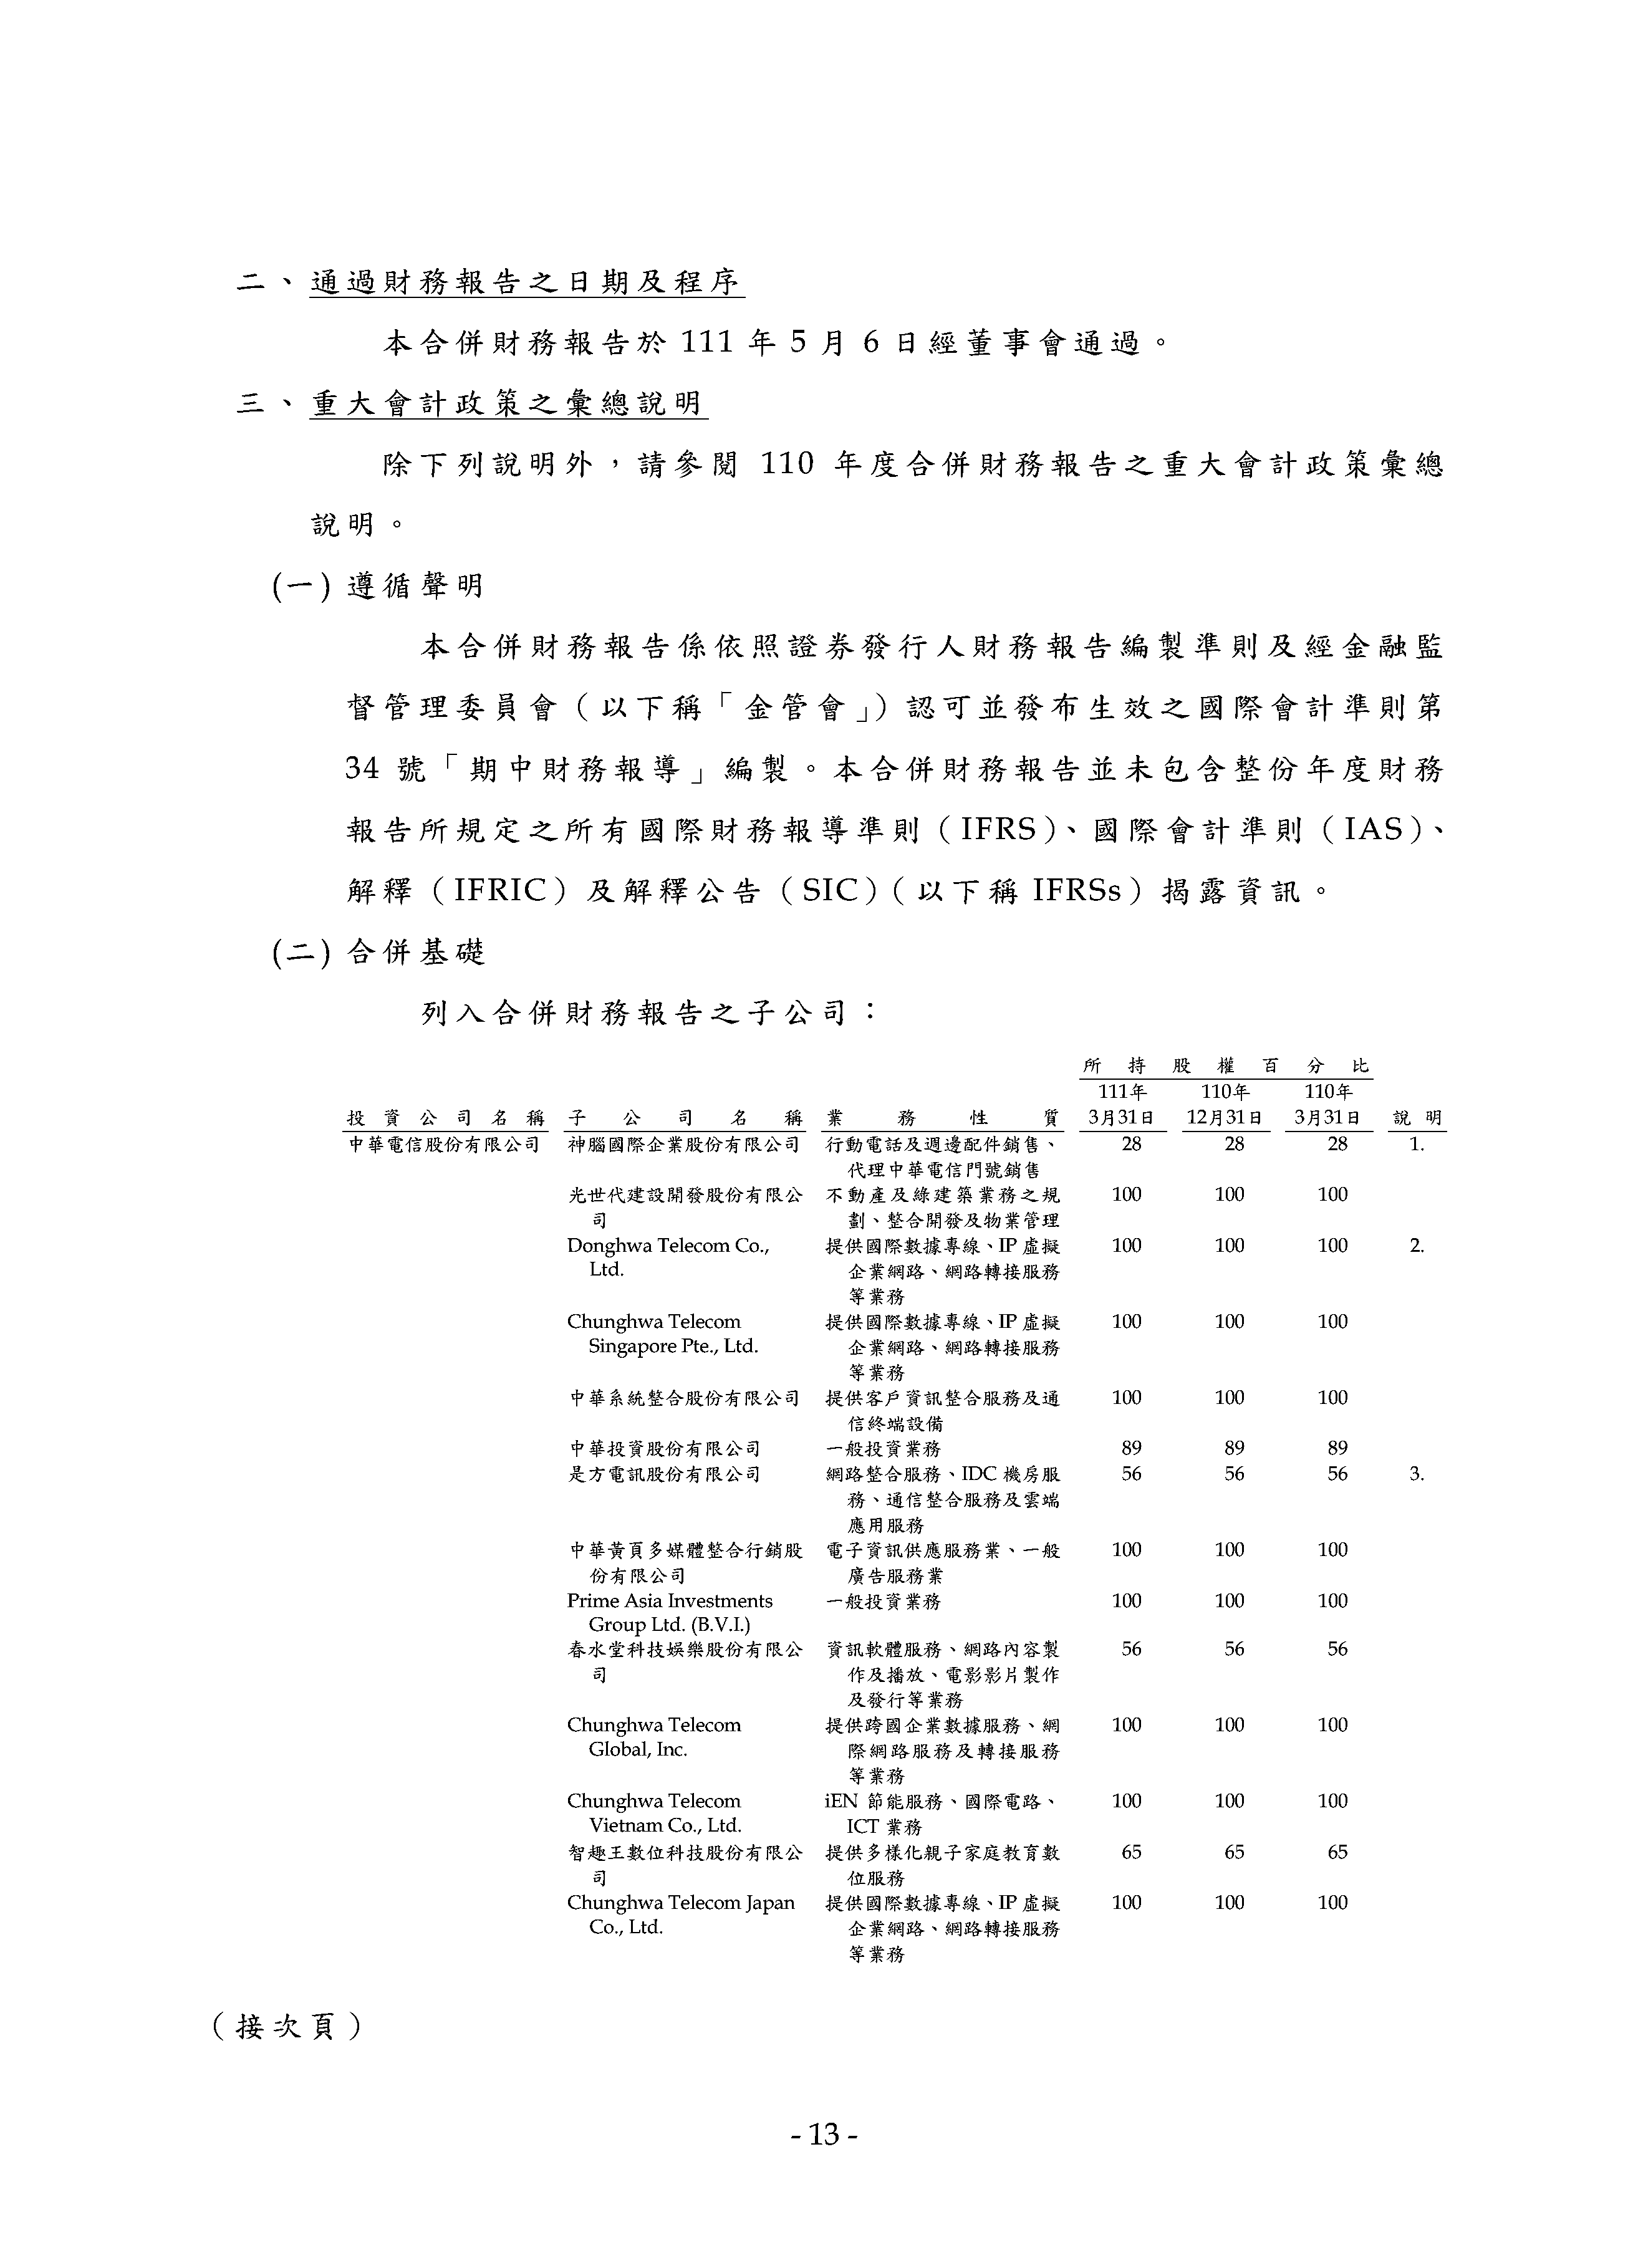 二、通過財務報告之日期及程序
本合併財務報告於 111 年 5 月 6 日經董事會通過。
三、重大會計政策之彙總說明
除下列說明外，請參閱 110 年度合併財務報告之重大會計政策彙總
說明。
(一) 遵循聲明
本合併財務報告係依照證券發行人財務報告編製準則及經金融監
督管理委員會（以下稱「金管會」）認可並發布生效之國際會計準則第
34 號「期中財務報導」編製。本合併財務報告並未包含整份年度財務
報告所規定之所有國際財務報導準則（IFRS）、國際會計準則（IAS）、
解釋（IFRIC）及解釋公告（SIC）（以下稱 IFRSs）揭露資訊。
(二) 合併基礎
列入合併財務報告之子公司：
所持股權百分比
111年 110年 110年
投資公司名稱 子公司名稱 業務性質 3月31日 12月31日 3月31日 說明
中華電信股份有限公司 神腦國際企業股份有限公司 行動電話及週邊配件銷售、 28 28 28 1.
代理中華電信門號銷售
光世代建設開發股份有限公 不動產及綠建築業務之規 100 100 100
司 劃、整合開發及物業管理
Donghwa Telecom Co., 提供國際數據專線、IP 虛擬 100 100 100 2.
Ltd. 企業網路、網路轉接服務
等業務
Chunghwa Telecom 提供國際數據專線、IP 虛擬 100 100 100
Singapore Pte., Ltd. 企業網路、網路轉接服務
等業務
中華系統整合股份有限公司 提供客戶資訊整合服務及通 100 100 100
信終端設備
中華投資股份有限公司 一般投資業務 89 89 89
是方電訊股份有限公司 網路整合服務、IDC 機房服 56 56 56 3.
務、通信整合服務及雲端
應用服務
中華黃頁多媒體整合行銷股 電子資訊供應服務業、一般 100 100 100
份有限公司 廣告服務業
Prime Asia Investments 一般投資業務 100 100 100
Group Ltd. (B.V.I.)
春水堂科技娛樂股份有限公 資訊軟體服務、網路內容製 56 56 56
司 作及播放、電影影片製作
及發行等業務
Chunghwa Telecom 提供跨國企業數據服務、網 100 100 100
Global, Inc. 際網路服務及轉接服務
等業務
Chunghwa Telecom iEN 節能服務、國際電路、 100 100 100
Vietnam Co., Ltd. ICT 業務
智趣王數位科技股份有限公 提供多樣化親子家庭教育數 65 65 65
司 位服務
Chunghwa Telecom Japan 提供國際數據專線、IP 虛擬 100 100 100
Co., Ltd. 企業網路、網路轉接服務
等業務
（接次頁）
- 13 -